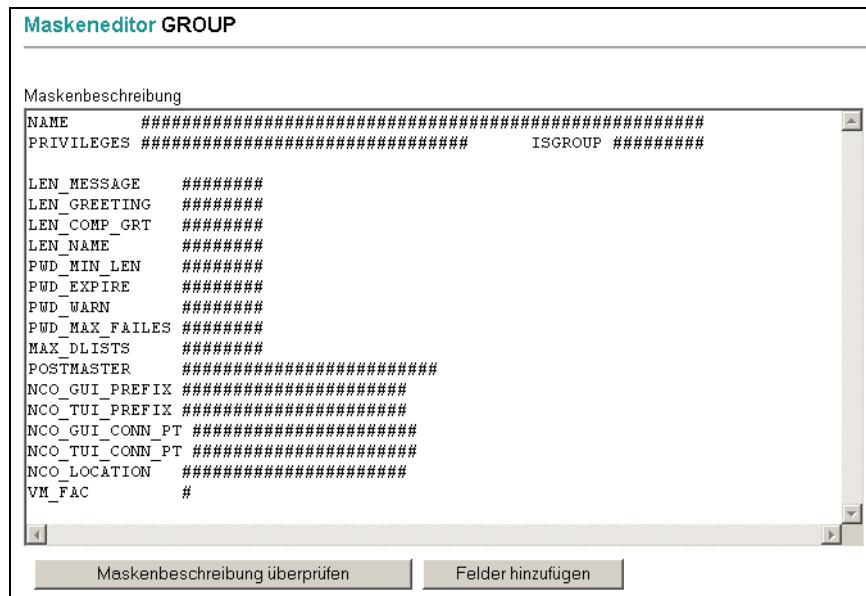 Maskeneditor GROUP
Maskenbeschreibung
NAME       #######################################################
PRIVILEGES ################################      ISGROUP #########
LEN_MESSAGE    ########
LEN_GREETING   ########
LEN_COMP_GRT   ########
LEN_NAME       ########
PWD_MIN_LEN    ########
PWD_EXPIRE     ########
PWD_WARN       ########
PWD_MAX_FAILES ########
MAX_DLISTS     ########
POSTMASTER     #########################
NCO_GUI_PREFIX ######################
NCO_TUI_PREFIX ######################
NCO_GUI_CONN_PT ######################
NCO_TUI_CONN_PT ######################
NCO_LOCATION   ######################
VM_FAC         #
Maskenbeschreibung überprüfen
Felder hinzufügen